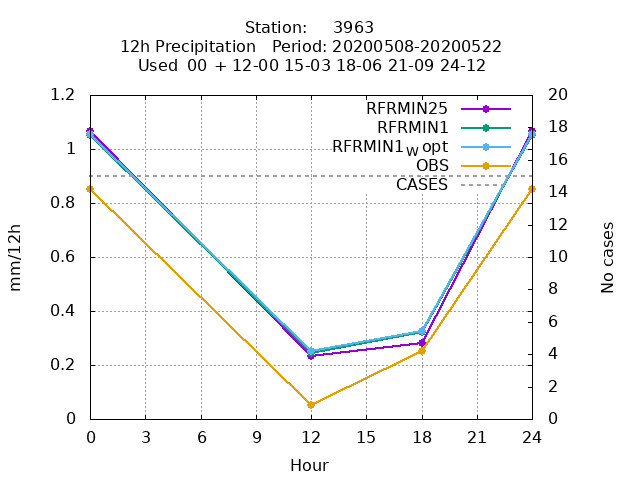 Station: 3963
12h Precipitation Period: 20200508-20200522
Used 00 + 12-00 15-03 18-06 21-09 24-12
RFRMIN25
RFRMIN1
RFRMIN1w opt
OBS
CASES
mm/12h
1.2
1
0.8
0.6
0.4
0.2
0
20
18
16
14
12
10
8
6
4
2
0
No cases
0 3 6 9 12 15 18 21 24
Hour